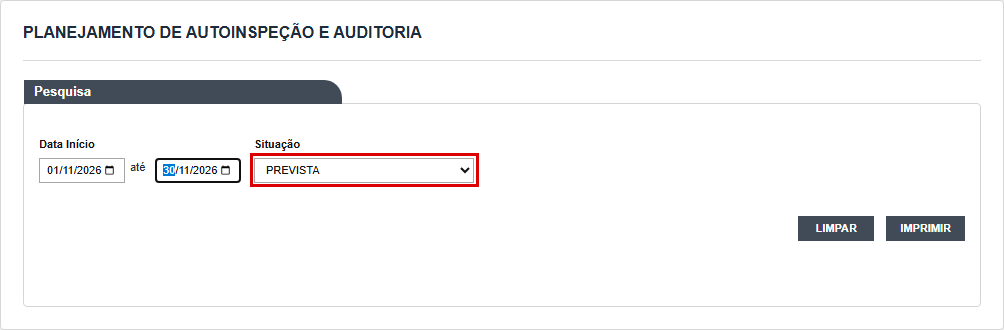 PLANEJAMENTO DE AUTOINSPEÇÃO E AUDITORIA
Pesquisa
Data Início Situação
01/11/2026 até 30/11/2026 PREVISTA
LIMPAR IMPRIMIR